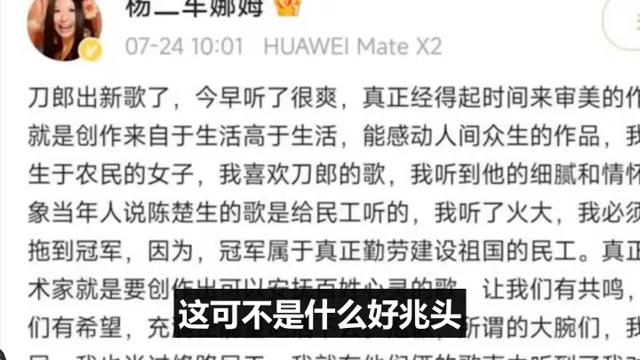 杨二车娜姆
07-24 10:01 HUAWEI Mate X2
刀郎出新歌了，今早听了很爽，真正经得起时间来审美的作
就是创作来自于生活高于生活，能感动人间众生的作品，我
生于农民的女子，我喜欢刀郎的歌，我听到他的细腻和情怀
象当年人说陈楚生的歌是给民工听的，我听了火大，我必须
拖到冠军，因为，冠军属于真正勤劳建设祖国的民工。真正
术家就是要创作出可以安抚百姓心灵的歌，让我们有共鸣，
们有希望，充
所谓的大腕们，
这可不是什么好兆头